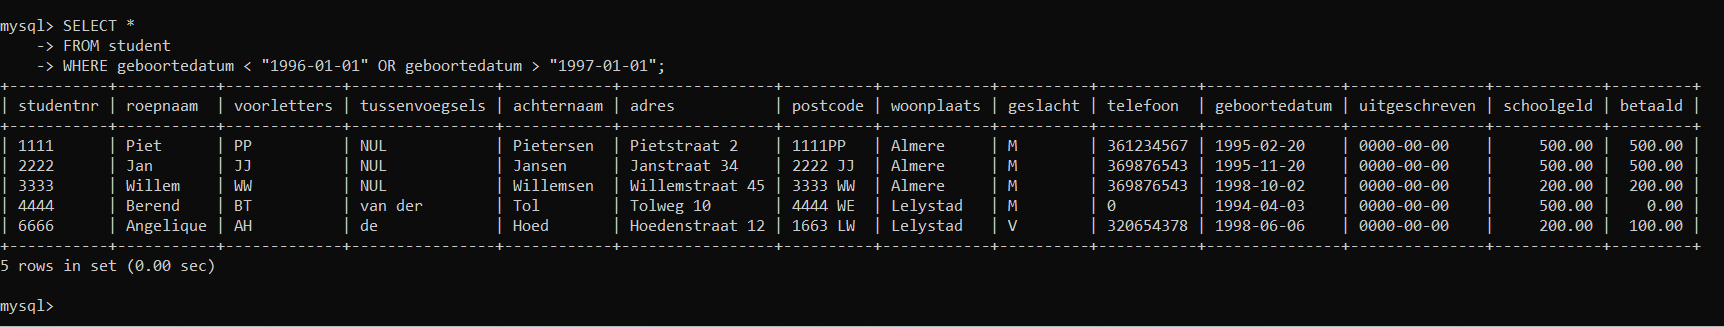 mysql> SELECT *
    -> FROM student
    -> WHERE geboortedatum < "1996-01-01" OR geboortedatum > "1997-01-01";
+-----------+-----------+-------------+---------------+------------+----------------+----------+-----------+----------+-----------+---------------+---------------+------------+---------+
| studentnr | roepnaam  | voorletters | tussenvoegsels | achternaam | adres           | postcode | woonplaats | geslacht | telefoon  | geboortedatum | uitgeschreven | schoolgeld | betaald |
+-----------+-----------+-------------+---------------+------------+----------------+----------+-----------+----------+-----------+---------------+---------------+------------+---------+
| 1111      | Piet      | PP          | NUL            | Pietersen  | Pietstraat 2    | 1111PP   | Almere     | M        | 361234567 | 1995-02-20    | 0000-00-00    |     500.00 |  500.00 |
| 2222      | Jan       | JJ          | NUL            | Jansen     | Janstraat 34    | 2222 JJ  | Almere     | M        | 369876543 | 1995-11-20    | 0000-00-00    |     500.00 |  500.00 |
| 3333      | Willem    | WW          | NUL            | Willemsen  | Willemstraat 45 | 3333 WW  | Almere     | M        | 369876543 | 1998-10-02    | 0000-00-00    |     200.00 |  200.00 |
| 4444      | Berend    | BT          | van der        | Tol        | Tolweg 10       | 4444 WE  | Lelystad   | M        | 0         | 1994-04-03    | 0000-00-00    |     500.00 |    0.00 |
| 6666      | Angelique | AH          | de             | Hoed       | Hoedenstraat 12 | 1663 LW  | Lelystad   | V        | 320654378 | 1998-06-06    | 0000-00-00    |     200.00 |  100.00 |
+-----------+-----------+-------------+---------------+------------+----------------+----------+-----------+----------+-----------+---------------+---------------+------------+---------+
5 rows in set (0.00 sec)
mysql>